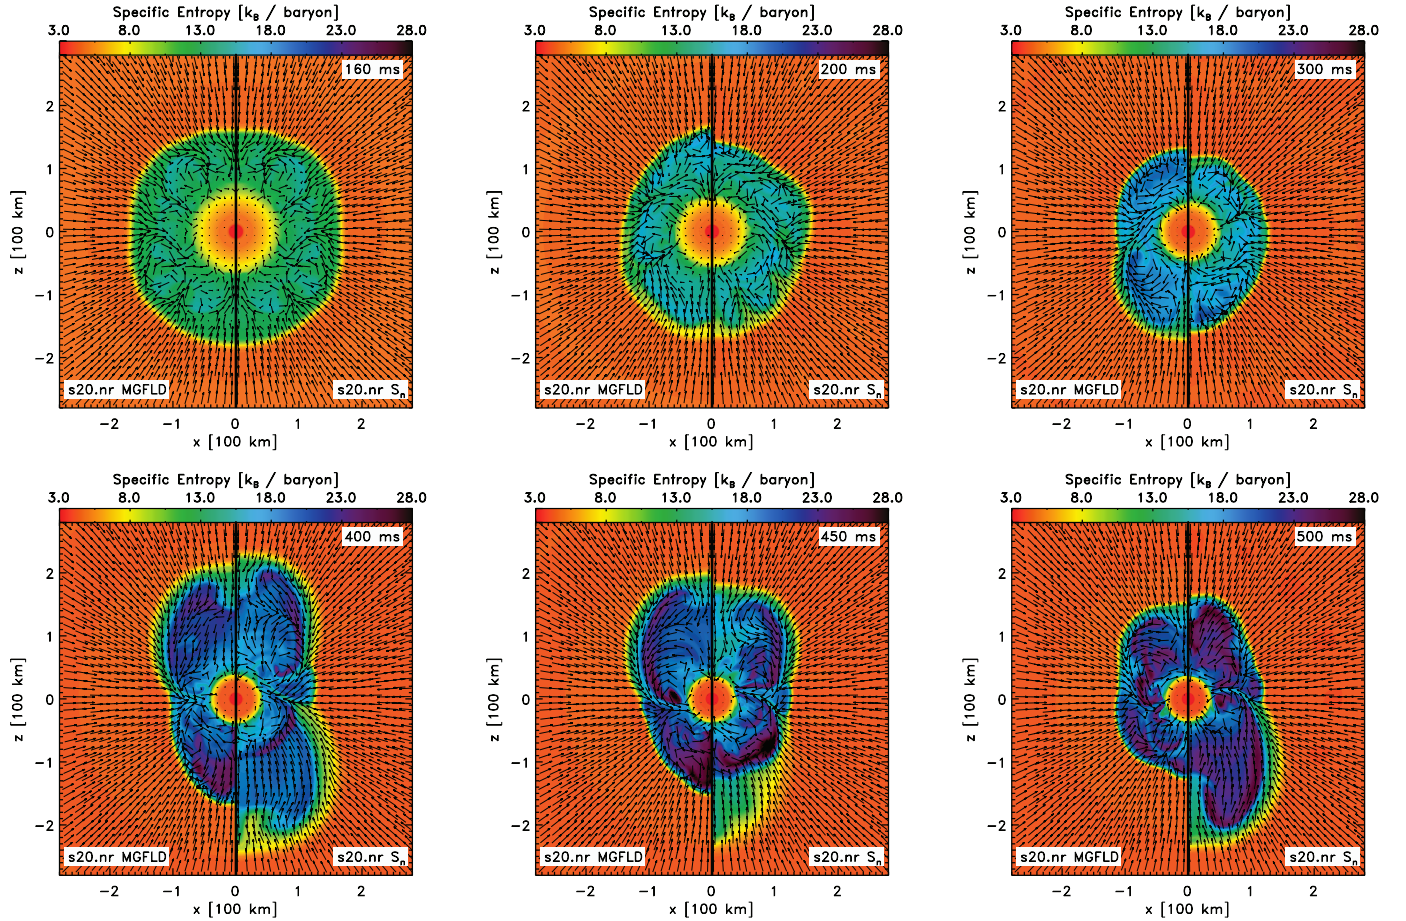 Specific Entropy [k_B / baryon]
3.0 8.0 13.0 18.0 23.0 28.0
160 ms
2
1
0
−1
−2
z [100 km]
s20.nr MGFLD s20.nr S_n
−2 −1 0 1 2
x [100 km]
Specific Entropy [k_B / baryon]
3.0 8.0 13.0 18.0 23.0 28.0
200 ms
2
1
0
−1
−2
z [100 km]
s20.nr MGFLD s20.nr S_n
−2 −1 0 1 2
x [100 km]
Specific Entropy [k_B / baryon]
3.0 8.0 13.0 18.0 23.0 28.0
300 ms
2
1
0
−1
−2
z [100 km]
s20.nr MGFLD s20.nr S_n
−2 −1 0 1 2
x [100 km]
Specific Entropy [k_B / baryon]
3.0 8.0 13.0 18.0 23.0 28.0
400 ms
2
1
0
−1
−2
z [100 km]
s20.nr MGFLD s20.nr S_n
−2 −1 0 1 2
x [100 km]
Specific Entropy [k_B / baryon]
3.0 8.0 13.0 18.0 23.0 28.0
450 ms
2
1
0
−1
−2
z [100 km]
s20.nr MGFLD s20.nr S_n
−2 −1 0 1 2
x [100 km]
Specific Entropy [k_B / baryon]
3.0 8.0 13.0 18.0 23.0 28.0
500 ms
2
1
0
−1
−2
z [100 km]
s20.nr MGFLD s20.nr S_n
−2 −1 0 1 2
x [100 km]